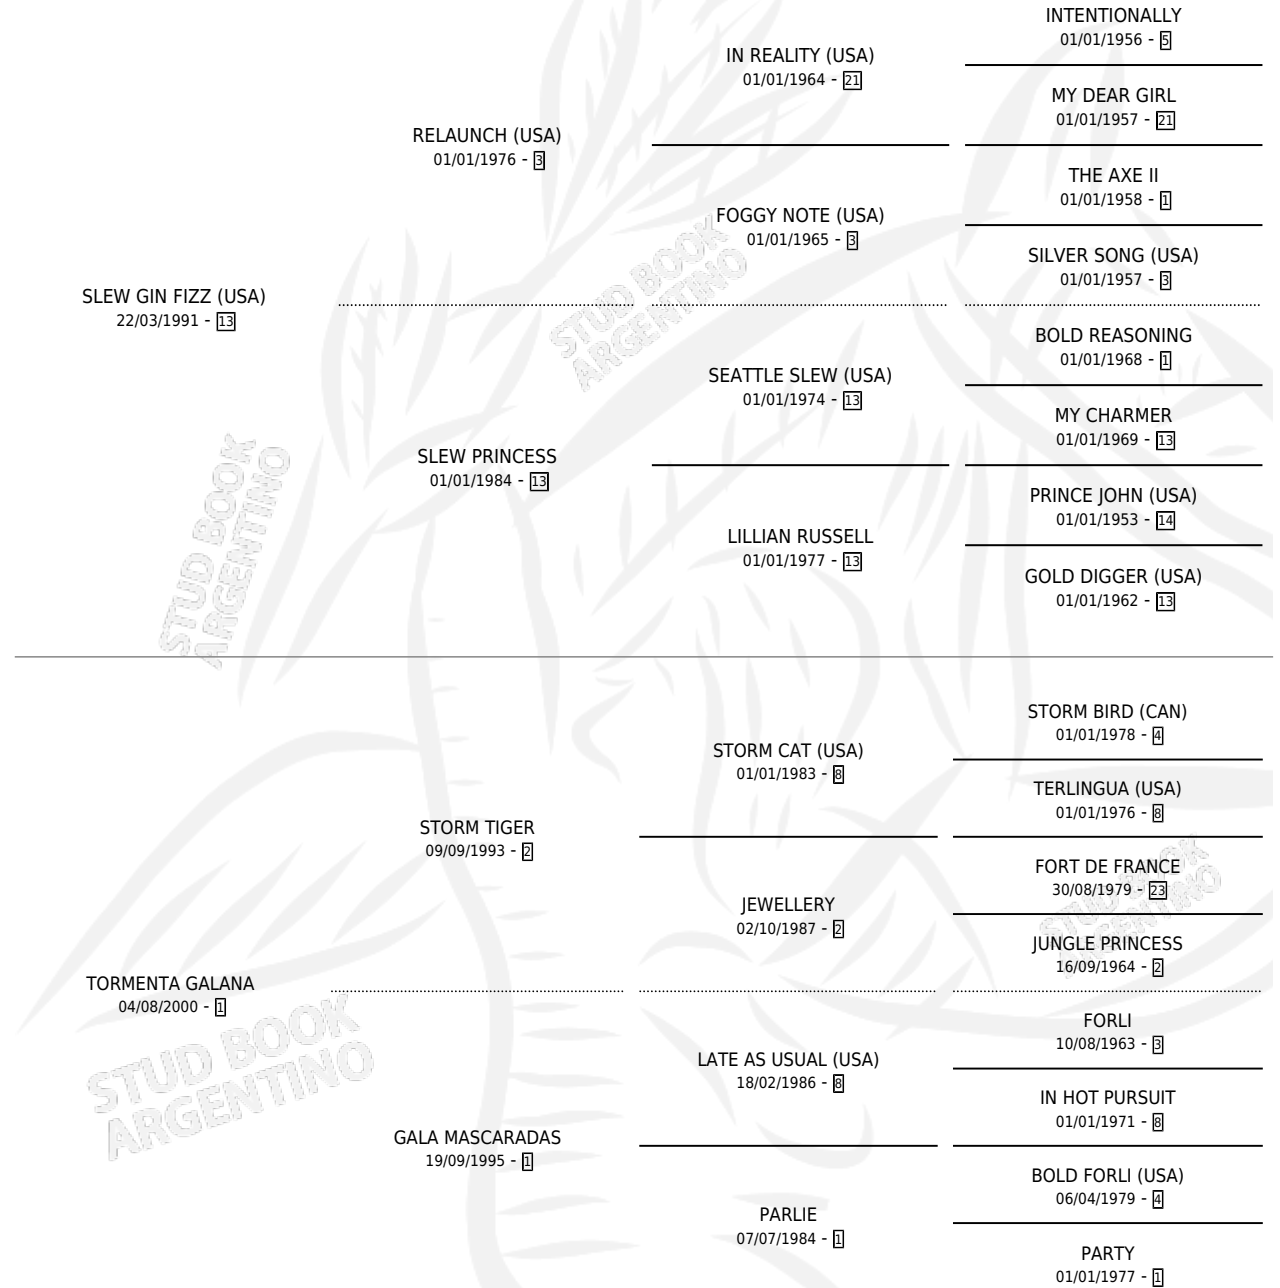 INTENTIONALLY
01/01/1956 - 5
IN REALITY (USA)
01/01/1964 - 21
MY DEAR GIRL
01/01/1957 - 21
RELAUNCH (USA)
01/01/1976 - 3
THE AXE II
01/01/1958 - 1
FOGGY NOTE (USA)
01/01/1965 - 3
SILVER SONG (USA)
01/01/1957 - 3
SLEW GIN FIZZ (USA)
22/03/1991 - 13
BOLD REASONING
01/01/1968 - 1
SEATTLE SLEW (USA)
01/01/1974 - 13
MY CHARMER
01/01/1969 - 13
SLEW PRINCESS
01/01/1984 - 13
PRINCE JOHN (USA)
01/01/1953 - 14
LILLIAN RUSSELL
01/01/1977 - 13
GOLD DIGGER (USA)
01/01/1962 - 13
STORM BIRD (CAN)
01/01/1978 - 4
STORM CAT (USA)
01/01/1983 - 8
TERLINGUA (USA)
01/01/1976 - 8
STORM TIGER
09/09/1993 - 2
FORT DE FRANCE
30/08/1979 - 23
JEWELLERY
02/10/1987 - 2
JUNGLE PRINCESS
16/09/1964 - 2
TORMENTA GALANA
04/08/2000 - 1
FORLI
10/08/1963 - 3
LATE AS USUAL (USA)
18/02/1986 - 8
IN HOT PURSUIT
01/01/1971 - 8
GALA MASCARADAS
19/09/1995 - 1
BOLD FORLI (USA)
06/04/1979 - 4
PARLIE
07/07/1984 - 1
PARTY
01/01/1977 - 1
STUD BOOK
ARGENTINO
STUD BOOK
ARGENTINO
STUD BOOK
ARGENTINO
STUD BOOK
ARGENTINO